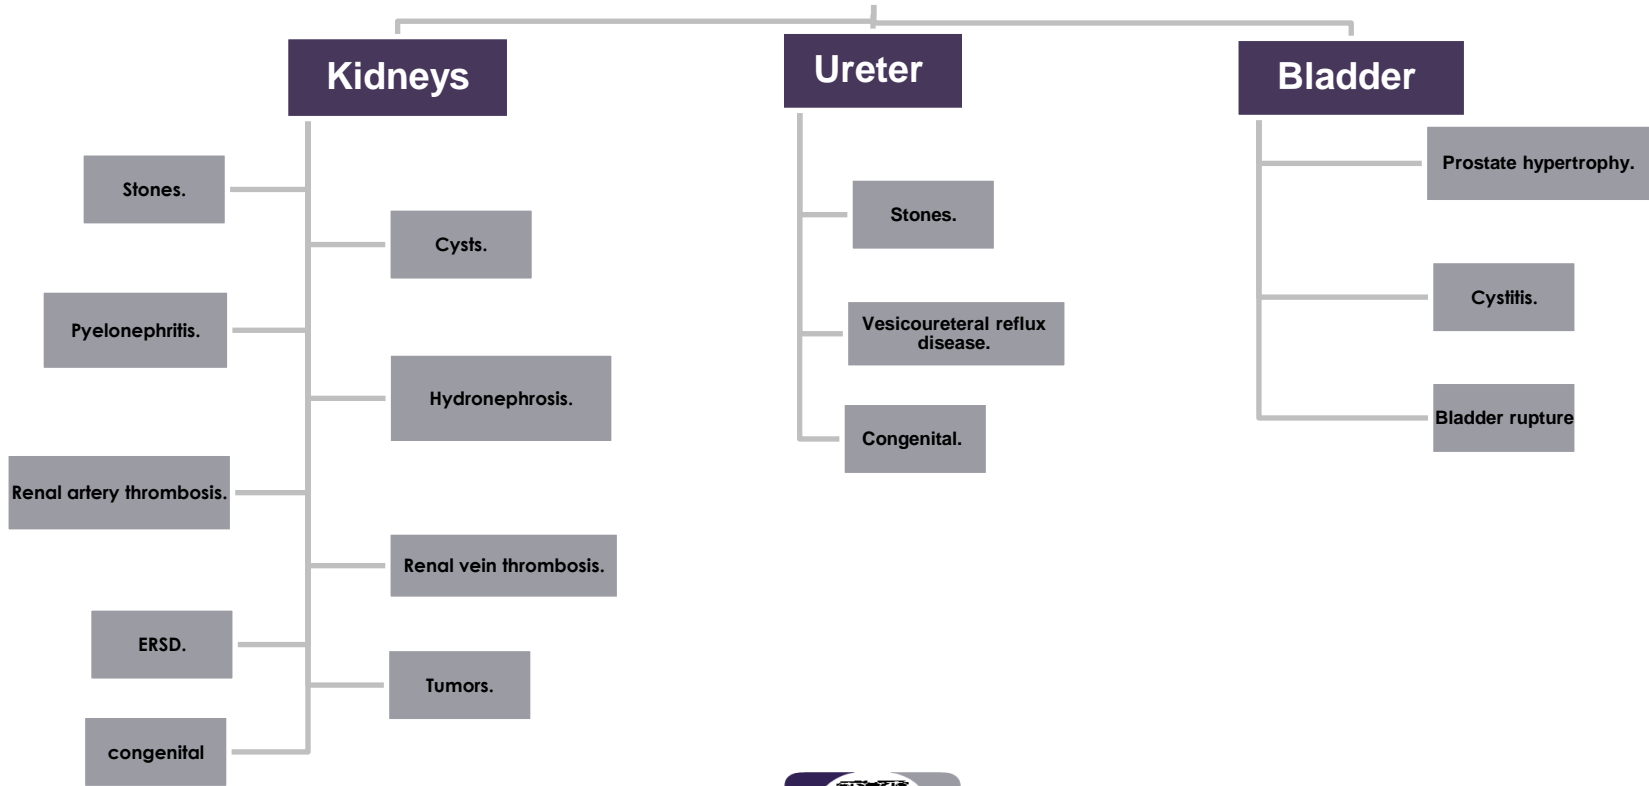 Kidneys
Stones.
Cysts.
Pyelonephritis.
Hydronephrosis.
Renal artery thrombosis.
Renal vein thrombosis.
ERSD.
Tumors.
congenital
Ureter
Stones.
Vesicoureteral reflux
disease.
Congenital.
Bladder
Prostate hypertrophy.
Cystitis.
Bladder rupture